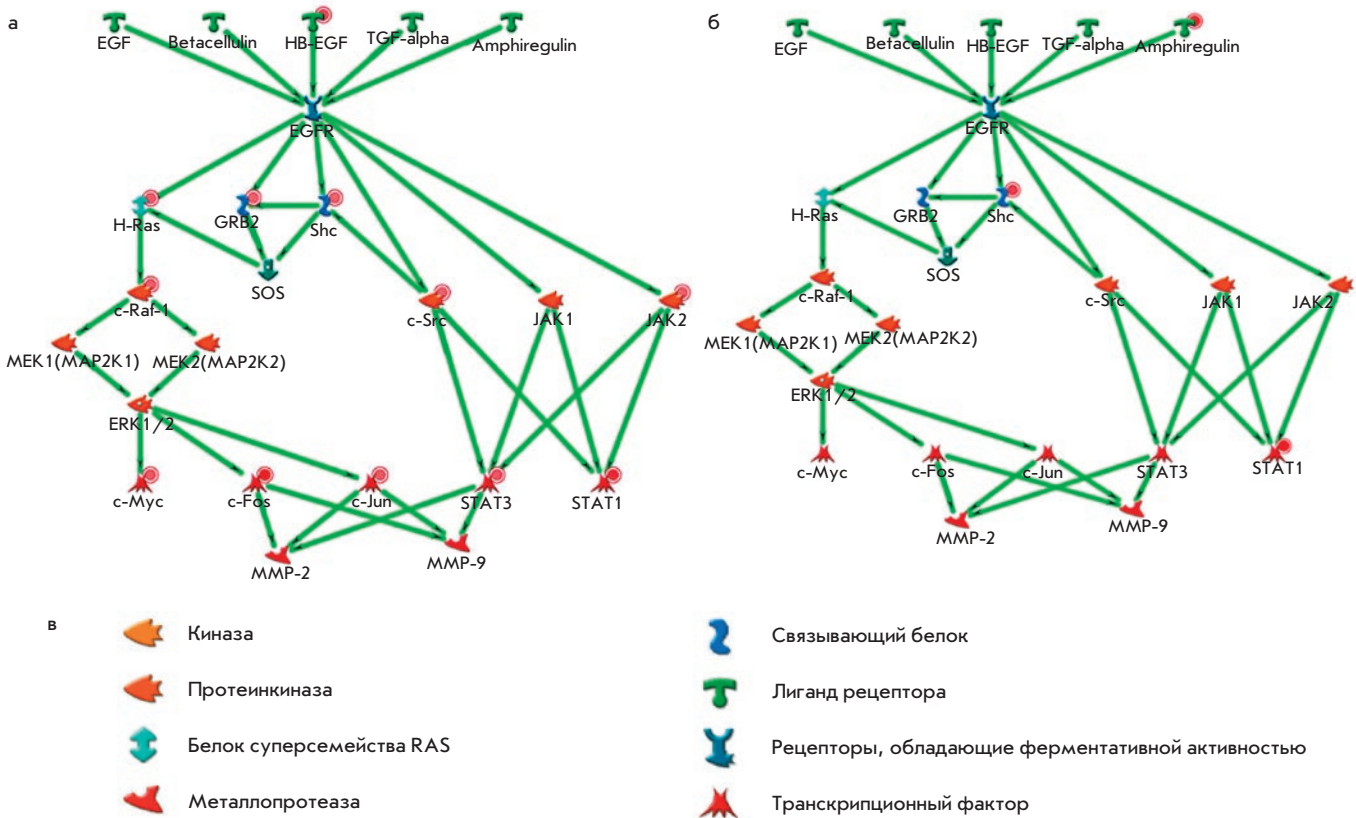 а
EGF
Betacellulin
HB-EGF
TGF-alpha
Amphiregulin
EGFR
H-Ras
GRB2
Shc
SOS
c-Raf-1
c-Src
JAK1
JAK2
MEK1(MAP2K1)
MEK2(MAP2K2)
ERK1/2
c-Myc
c-Fos
c-Jun
STAT3
STAT1
MMP-2
MMP-9
б
EGF
Betacellulin
HB-EGF
TGF-alpha
Amphiregulin
EGFR
H-Ras
GRB2
Shc
SOS
c-Raf-1
c-Src
JAK1
JAK2
MEK1(MAP2K1)
MEK2(MAP2K2)
ERK1/2
c-Myc
c-Fos
c-Jun
STAT3
STAT1
MMP-2
MMP-9
в
Киназа
Протеинкиназа
Белок суперсемейства RAS
Металлопротеаза
Связывающий белок
Лиганд рецептора
Рецепторы, обладающие ферментативной активностью
Транскрипционный фактор